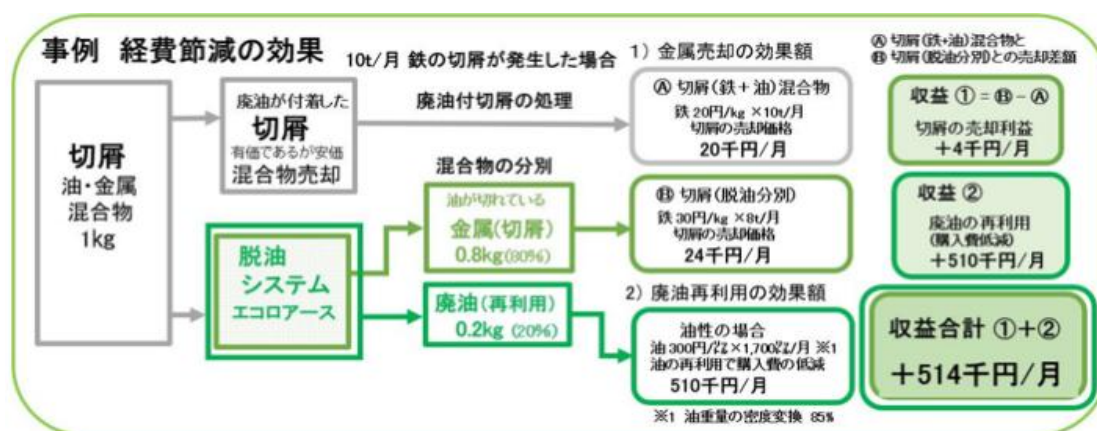 事例 経費節減の効果
10t/月 鉄の切屑が発生した場合
切屑
油・金属
混合物
1kg
廃油が付着した
切屑
有価であるが安価
混合物売却
廃油付切屑の処理
1) 金属売却の効果額
Ⓐ 切屑(鉄+油)混合物
鉄 20円/kg ×10t/月
切屑の売却価格
20千円/月
Ⓐ 切屑(鉄+油)混合物と
Ⓑ 切屑(脱油分別)との売却差額
収益 ① = Ⓑ - Ⓐ
切屑の売却利益
+4千円/月
脱油
システム
エコロアース
混合物の分別
油が切れている
金属(切屑)
0.8kg(80%)
Ⓑ 切屑(脱油分別)
鉄 30円/kg ×8t/月
切屑の売却価格
24千円/月
収益 ②
廃油の再利用
(購入費低減)
+510千円/月
廃油(再利用)
0.2kg (20%)
2) 廃油再利用の効果額
油性の場合
油 300円/㍑×1,700㍑/月 ※1
油の再利用で購入費の低減
510千円/月
※1 油重量の密度変換 85%
収益合計 ①+②
+514千円/月